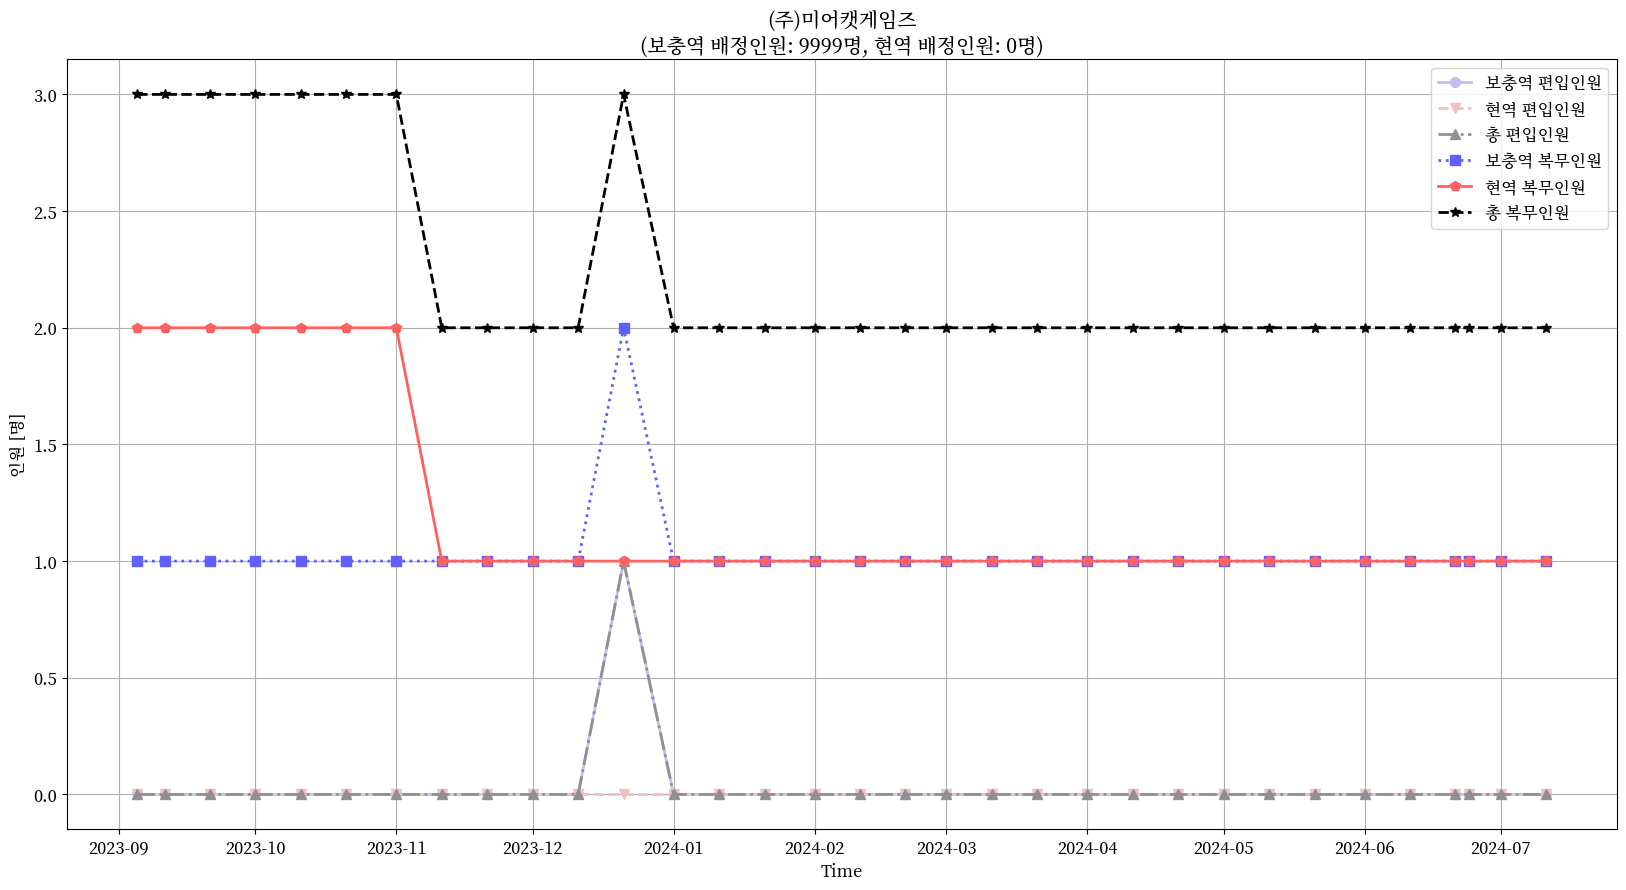 (주)미어캣게임즈
(보충역 배정인원: 9999명, 현역 배정인원: 0명)
3.0
2.5
2.0
1.5
1.0
0.5
0.0
인원 [명]
보충역 편입인원
현역 편입인원
총 편입인원
보충역 복무인원
현역 복무인원
총 복무인원
2023-09 2023-10 2023-11 2023-12 2024-01 2024-02 2024-03 2024-04 2024-05 2024-06 2024-07
Time